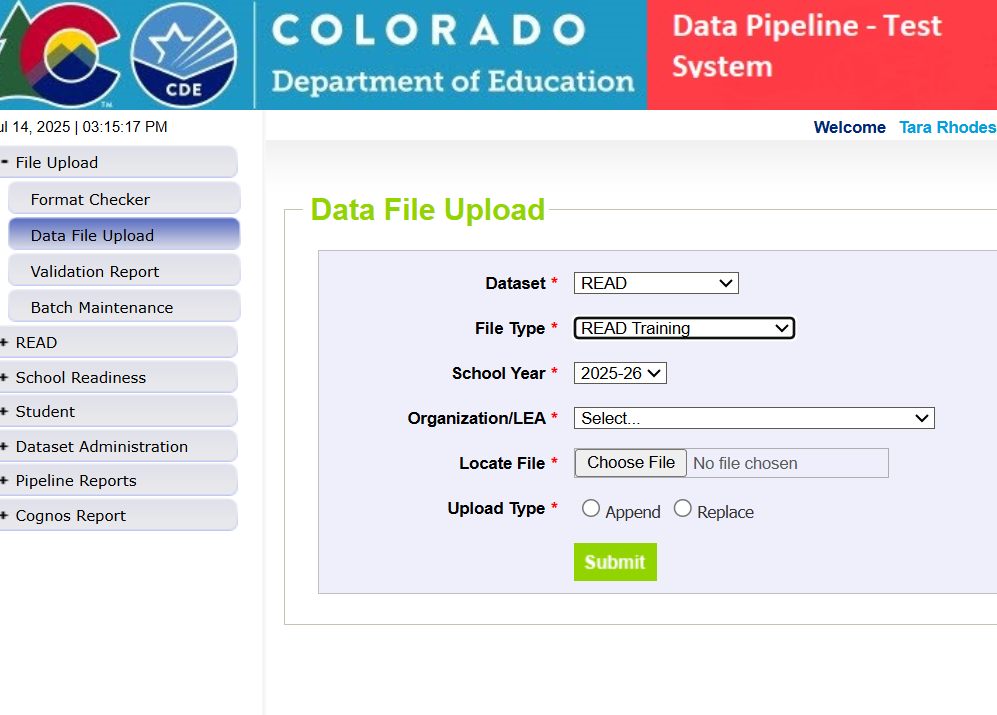 COLORADO
Department of Education
CDE
TM
Data Pipeline - Test
System
ul 14, 2025 | 03:15:17 PM
Welcome Tara Rhodes
- File Upload
Format Checker
Data File Upload
Validation Report
Batch Maintenance
+ READ
+ School Readiness
+ Student
+ Dataset Administration
+ Pipeline Reports
+ Cognos Report
Data File Upload
Dataset * READ
File Type * READ Training
School Year * 2025-26
Organization/LEA * Select...
Locate File * Choose File No file chosen
Upload Type * Append Replace
Submit